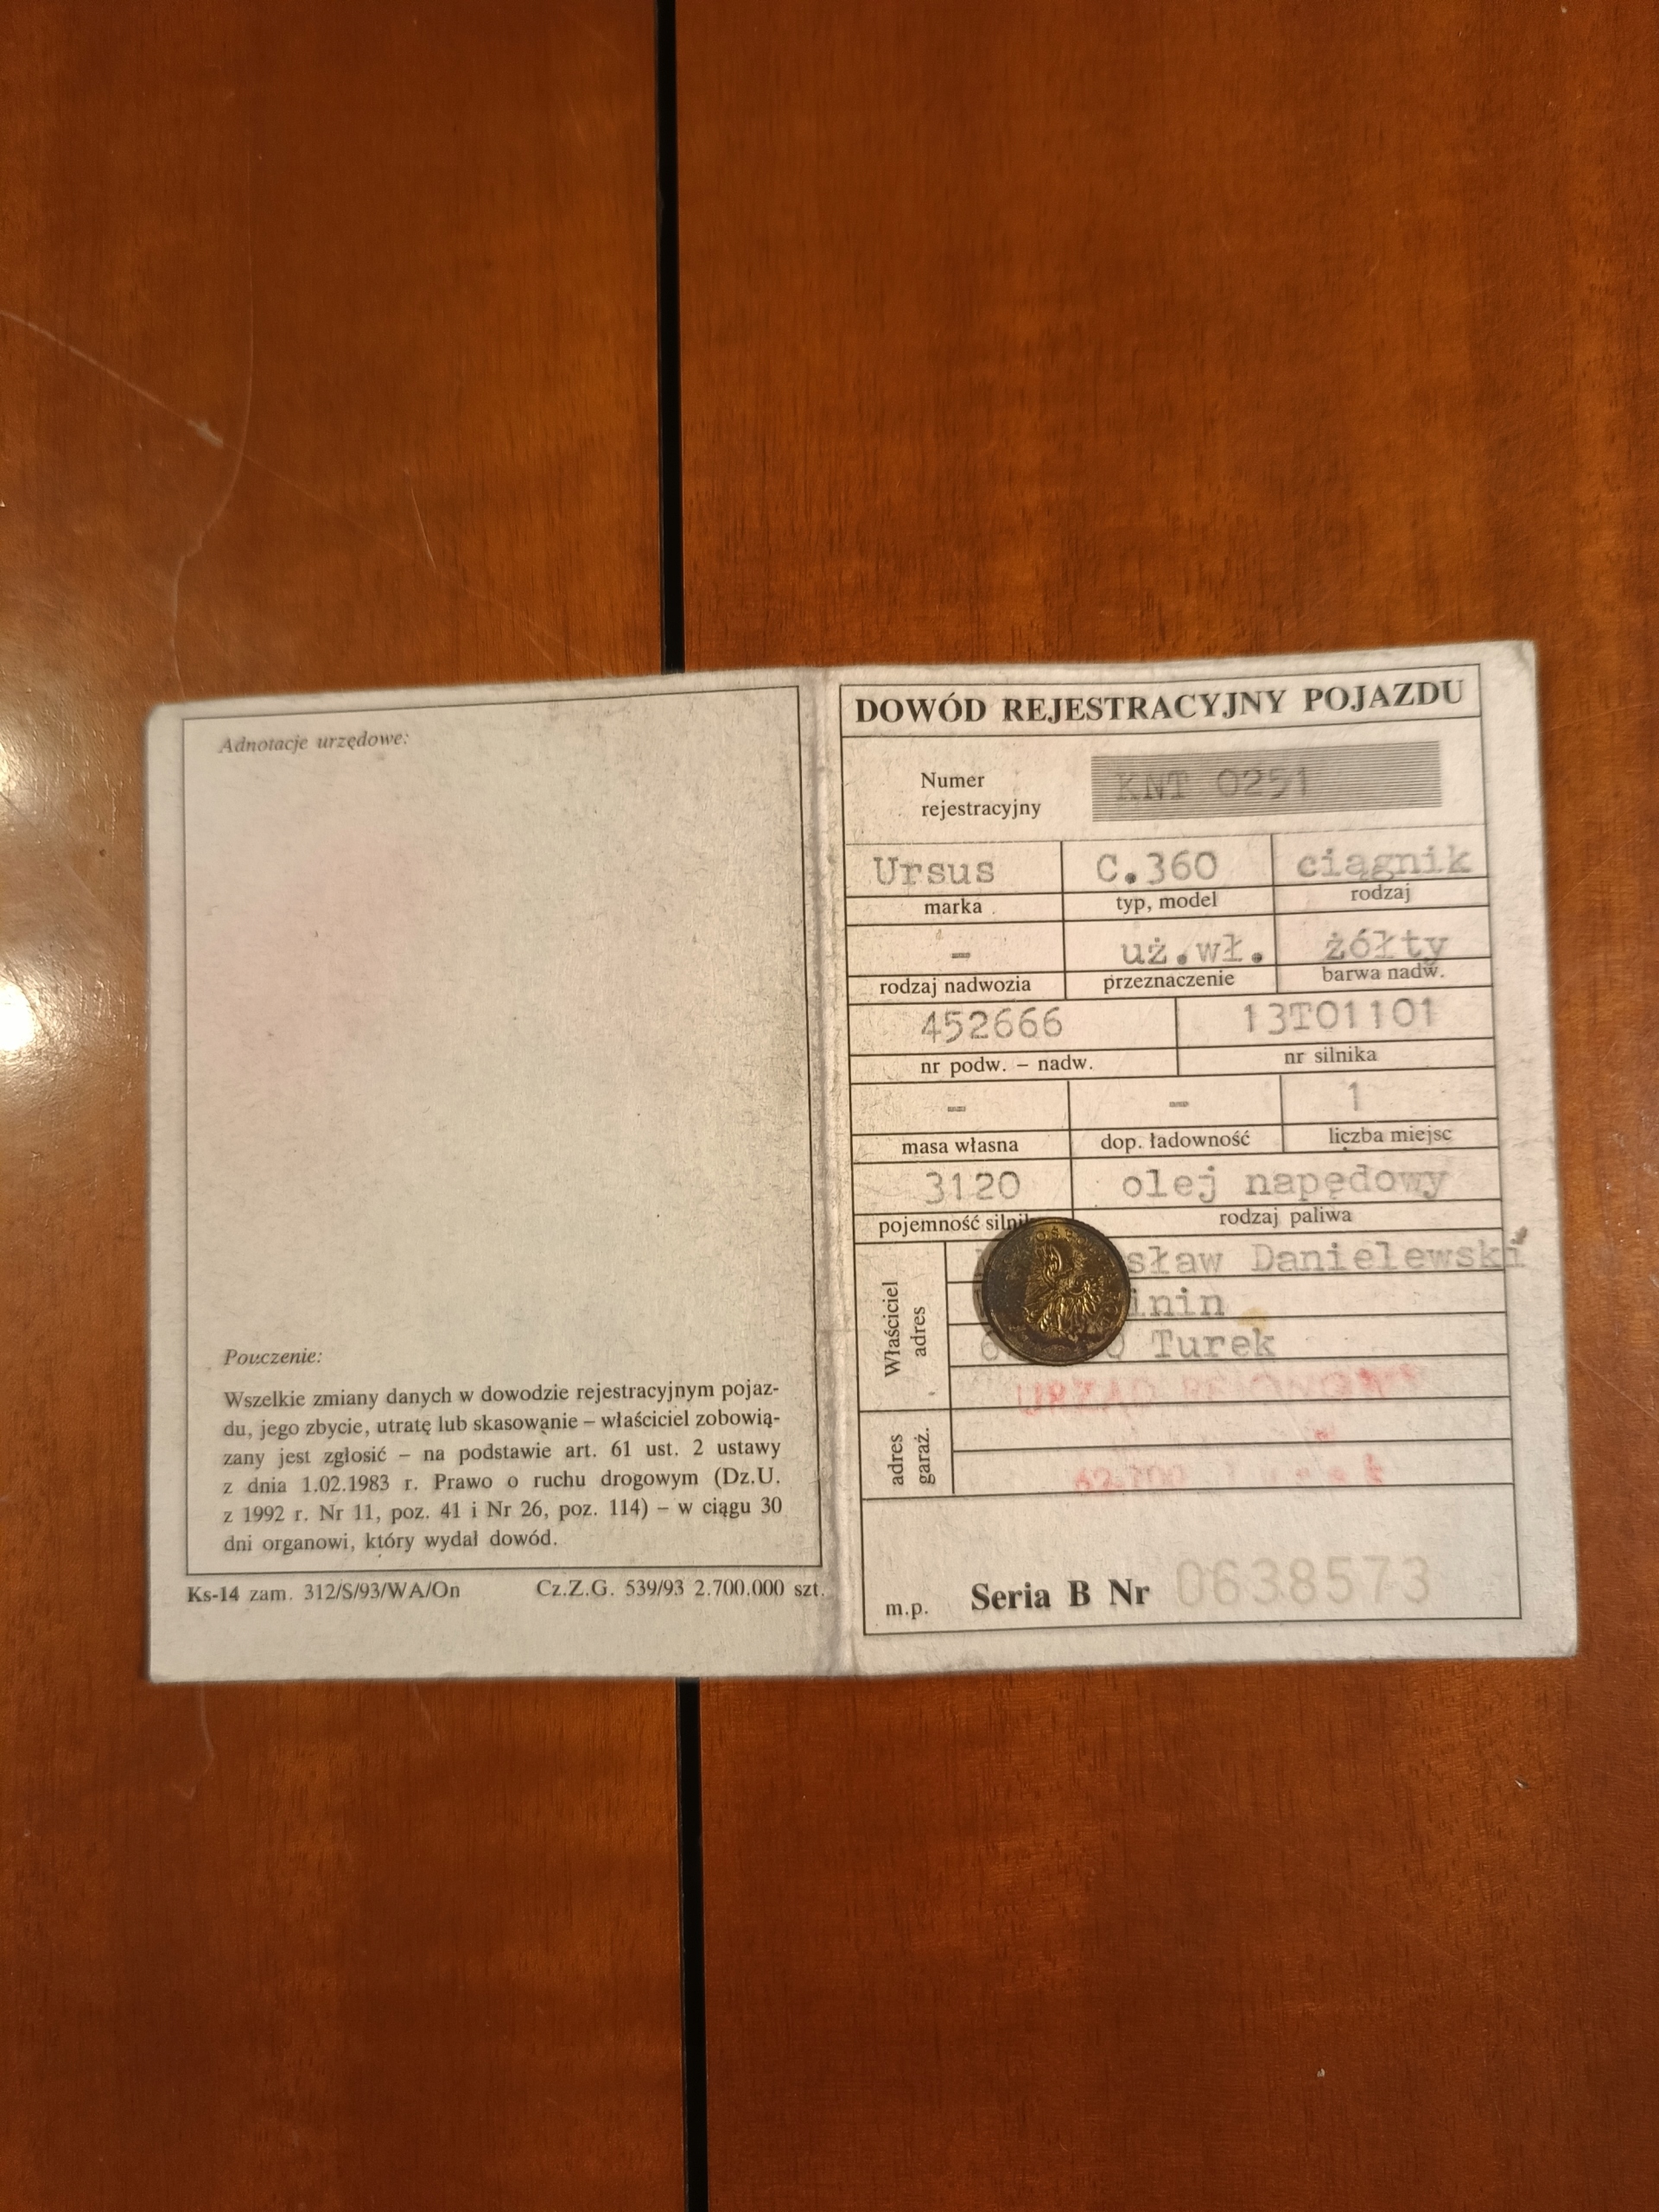 Adnotacje urzędowe:
Pouczenie:
Wszelkie zmiany danych w dowodzie rejestracyjnym pojaz-
du, jego zbycie, utratę lub skasowanie – właściciel zobowią-
zany jest zgłosić – na podstawie art. 61 ust. 2 ustawy
z dnia 1.02.1983 r. Prawo o ruchu drogowym (Dz.U.
z 1992 r. Nr 11, poz. 41 i Nr 26, poz. 114) – w ciągu 30
dni organowi, który wydał dowód.
Ks-14 zam. 312/S/93/WA/On Cz.Z.G. 539/93 2.700.000 szt.
DOWÓD REJESTRACYJNY POJAZDU
Numer
rejestracyjny
KNT 0251
Ursus C.360 ciągnik
marka typ, model rodzaj
– uż.wł. żółty
rodzaj nadwozia przeznaczenie barwa nadw.
452666 13T01101
nr podw. – nadw. nr silnika
– – 1
masa własna dop. ładowność liczba miejsc
3120 olej napędowy
pojemność rodzaj paliwa
Danielewski
Turek
Właściciel
adres
URZĄD REJONOWY
adres
garaż.
62-700 Turek
m.p. Seria B Nr 0638573